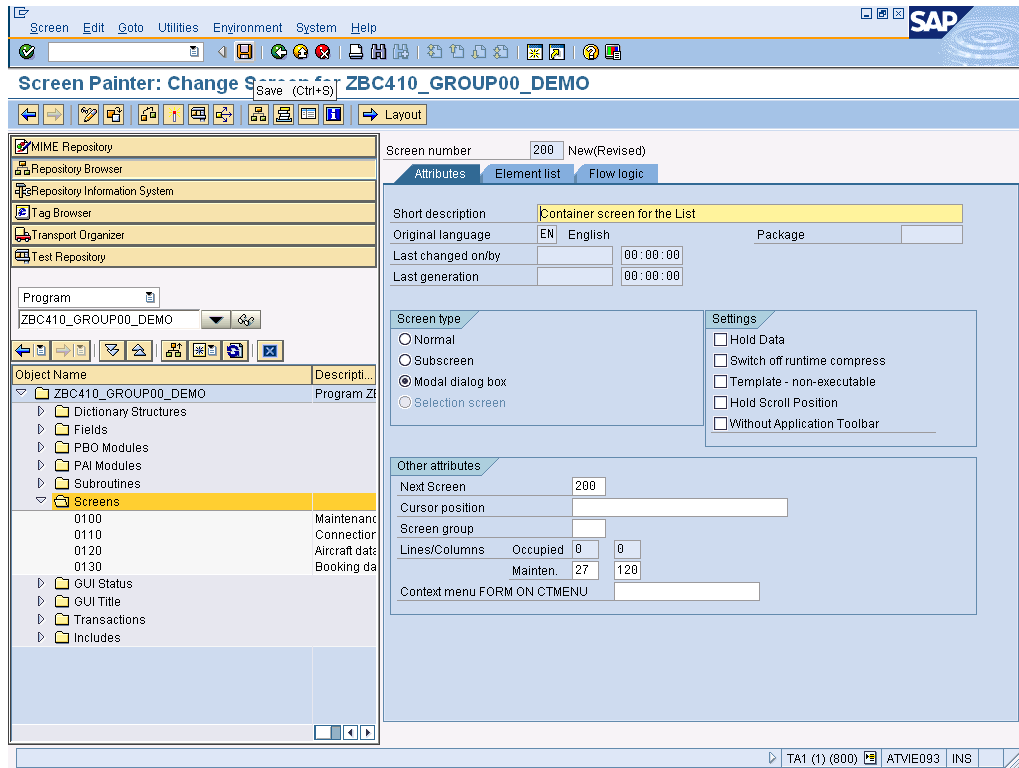 Screen Edit Goto Utilities Environment System Help
SAP
Screen Painter: Change S for ZBC410_GROUP00_DEMO
Save (Ctrl+S)
Layout
MIME Repository
Repository Browser
Repository Information System
Tag Browser
Transport Organizer
Test Repository
Program
ZBC410_GROUP00_DEMO
Object Name Descripti...
ZBC410_GROUP00_DEMO Program ZB
Dictionary Structures
Fields
PBO Modules
PAI Modules
Subroutines
Screens
0100 Maintenanc
0110 Connection
0120 Aircraft data
0130 Booking da
GUI Status
GUI Title
Transactions
Includes
Screen number 200 New(Revised)
Attributes Element list Flow logic
Short description Container screen for the List
Original language EN English Package
Last changed on/by 00:00:00
Last generation 00:00:00
Screen type
Normal
Subscreen
Modal dialog box
Selection screen
Settings
Hold Data
Switch off runtime compress
Template - non-executable
Hold Scroll Position
Without Application Toolbar
Other attributes
Next Screen 200
Cursor position
Screen group
Lines/Columns Occupied 0 0
Mainten. 27 120
Context menu FORM ON CTMENU
TA1 (1) (800) ATVIE093 INS